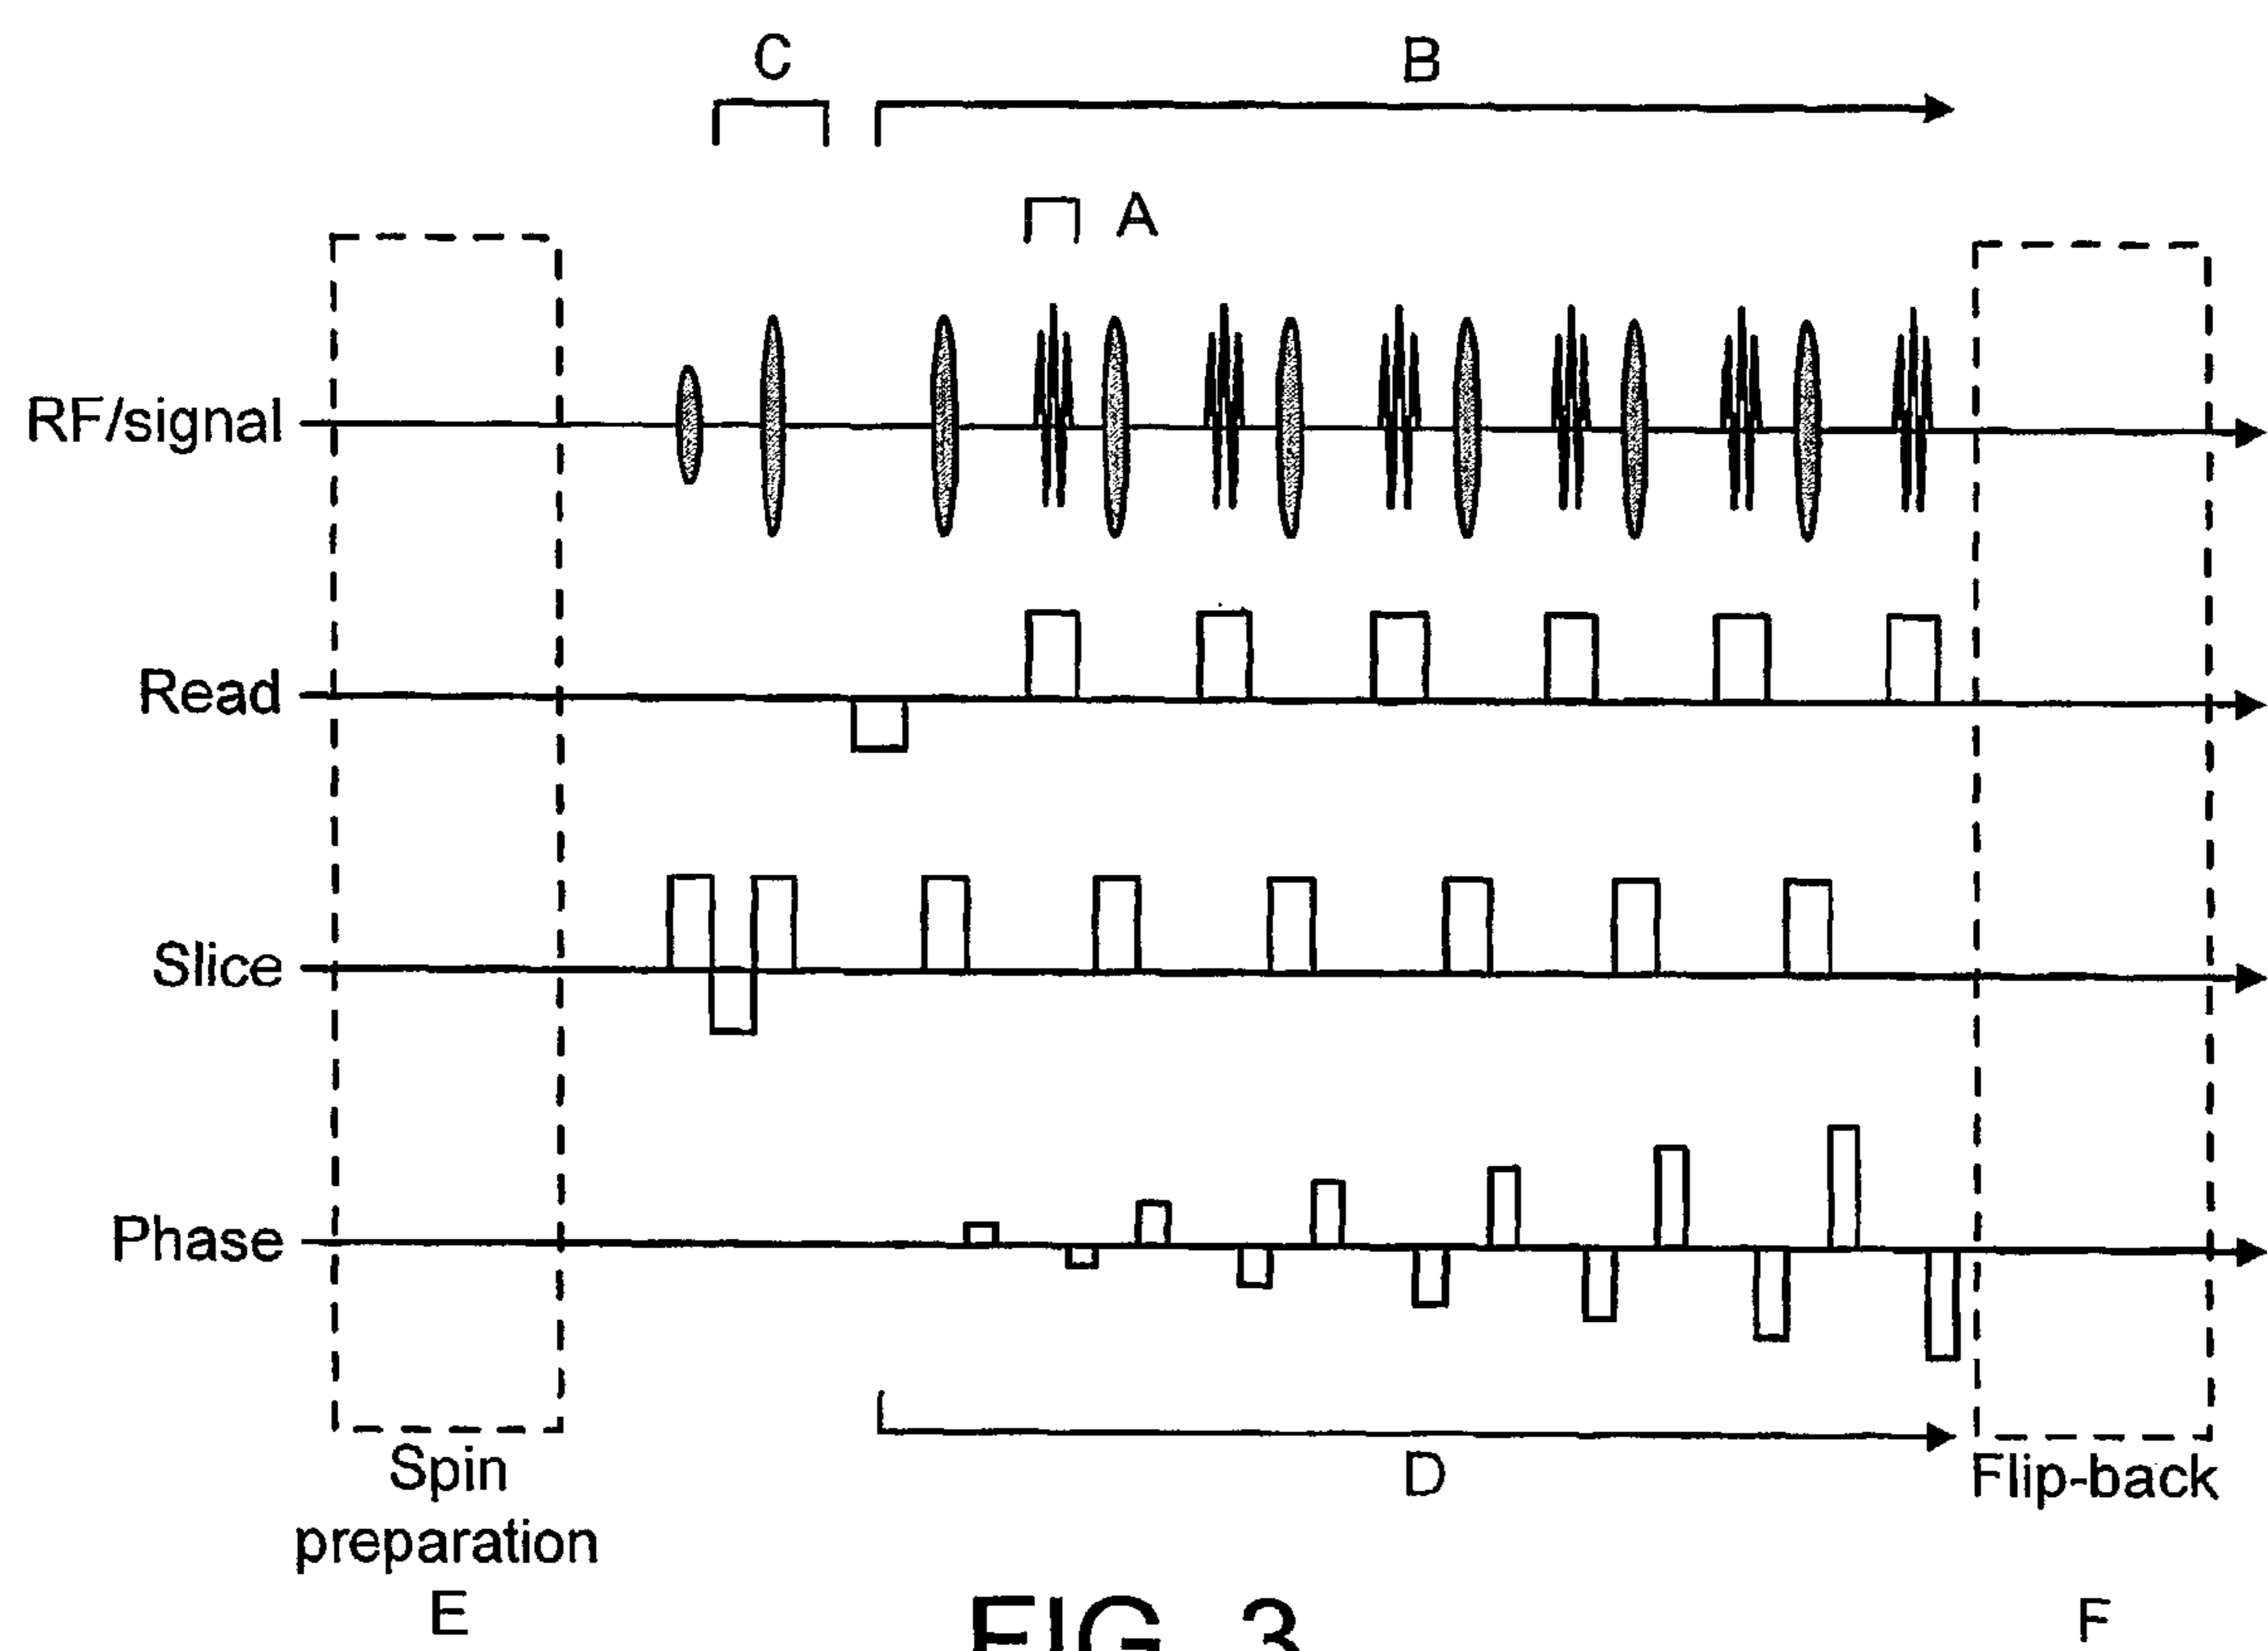 C
B
A
RF/signal
Read
Slice
Phase
D
Spin
preparation
E
Flip-back
F
FIG. 3